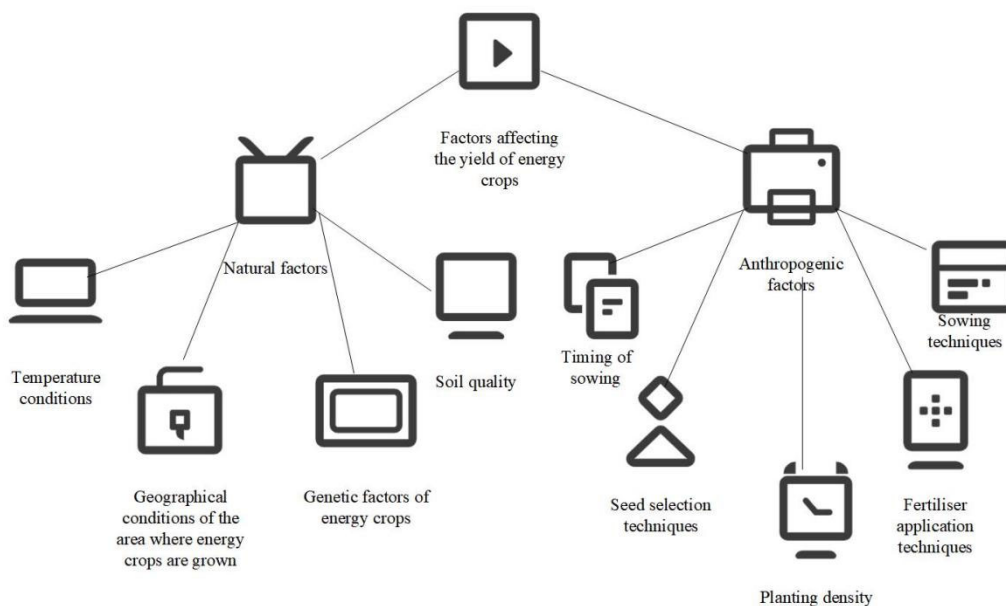 Factors affecting
the yield of energy
crops
Natural factors
Anthropogenic
factors
Temperature
conditions
Geographical
conditions of the
area where energy
crops are grown
Genetic factors of
energy crops
Soil quality
Timing of
sowing
Seed selection
techniques
Planting density
Fertiliser
application
techniques
Sowing
techniques